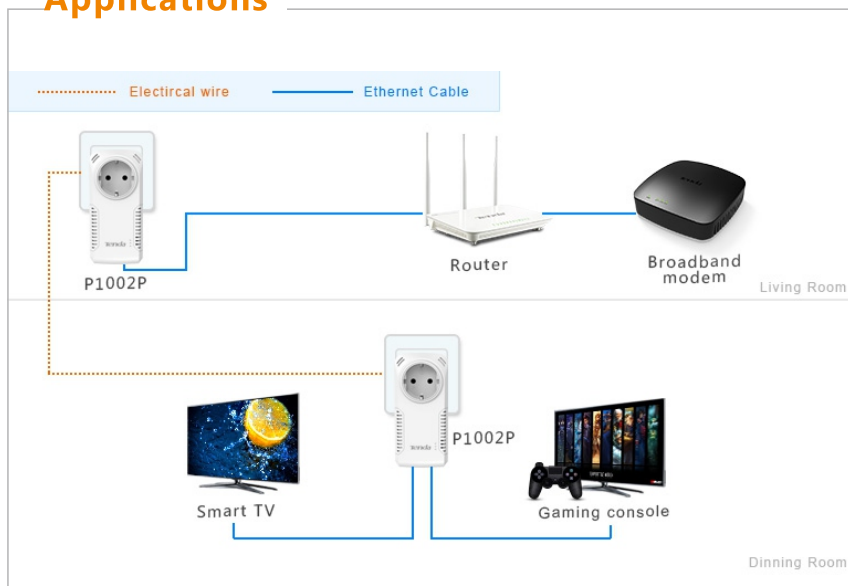 Applications
Electircal wire
Ethernet Cable
P1002P
Router
Broadband
modem
Living Room
P1002P
Smart TV
Gaming console
Dinning Room